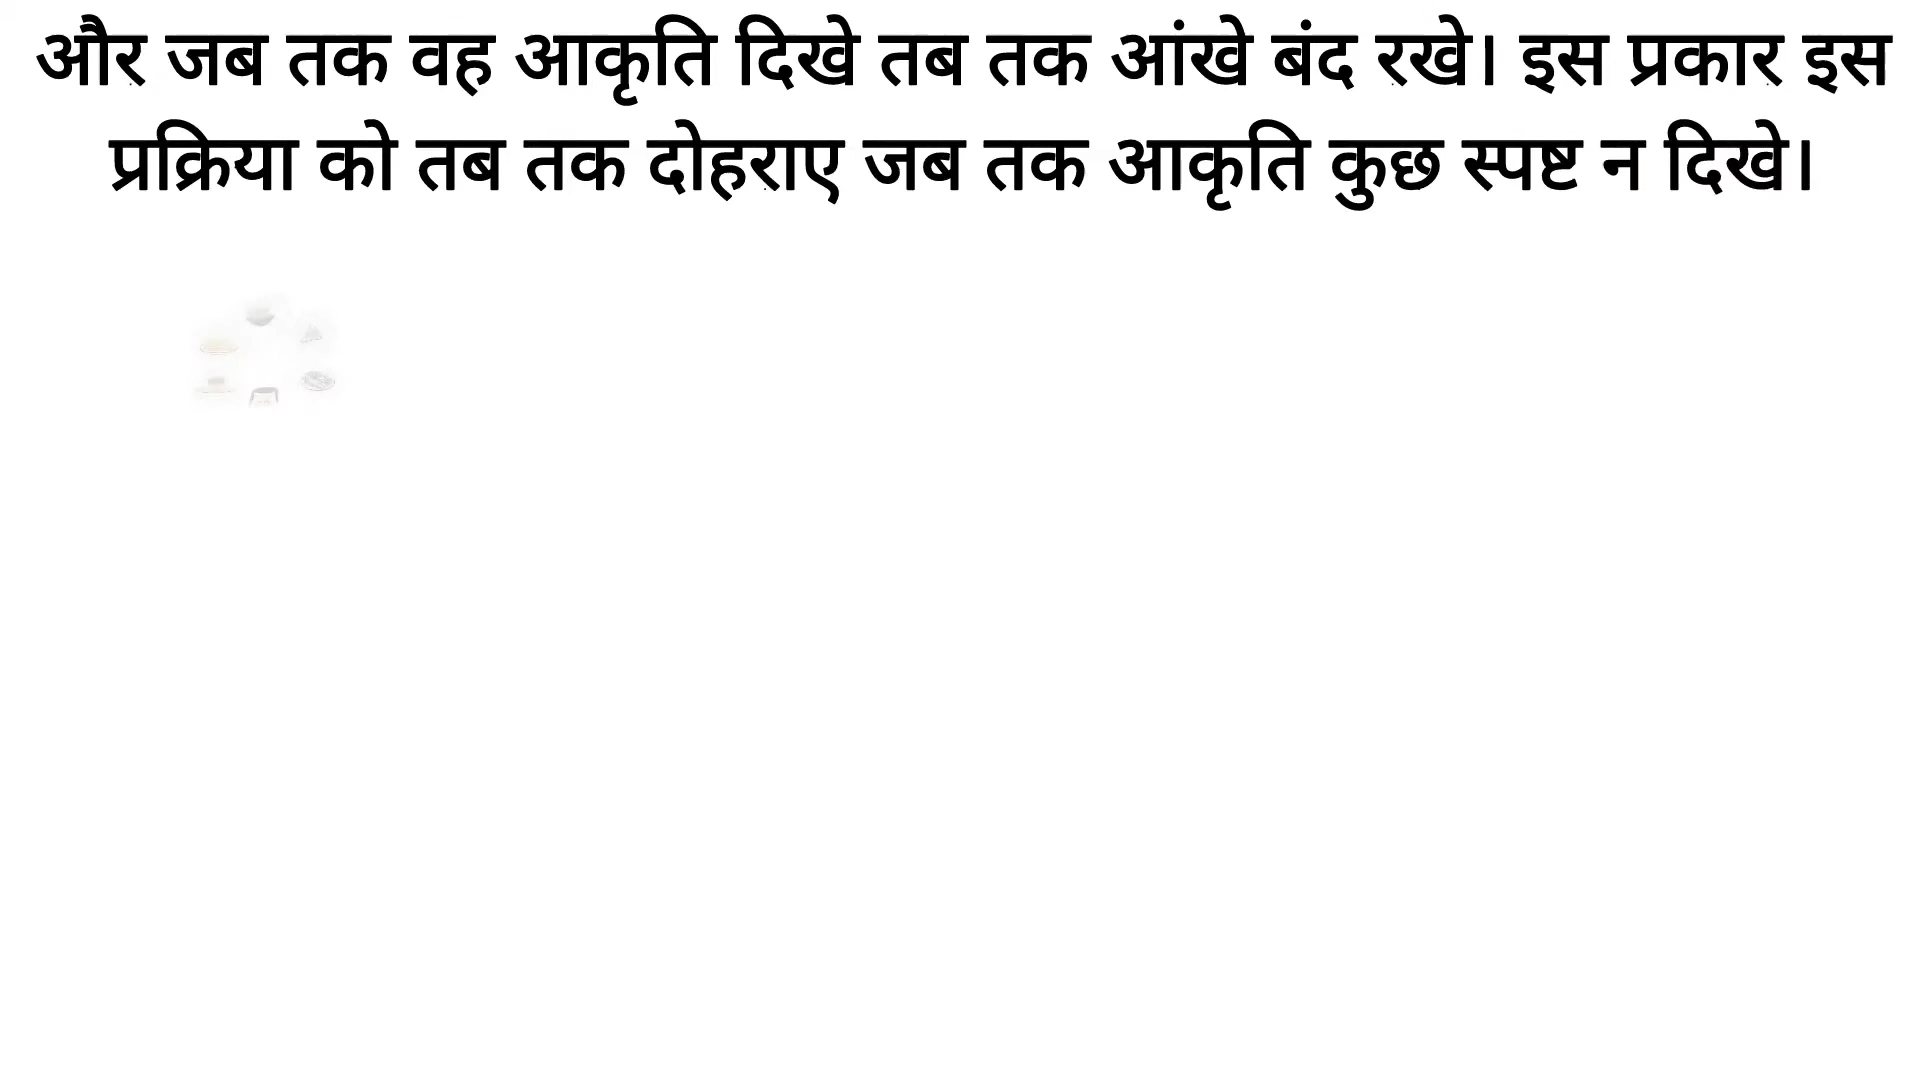 और जब तक वह आकृति दिखे तब तक आंखे बंद रखे। इस प्रकार इस
प्रक्रिया को तब तक दोहराए जब तक आकृति कुछ स्पष्ट न दिखे।